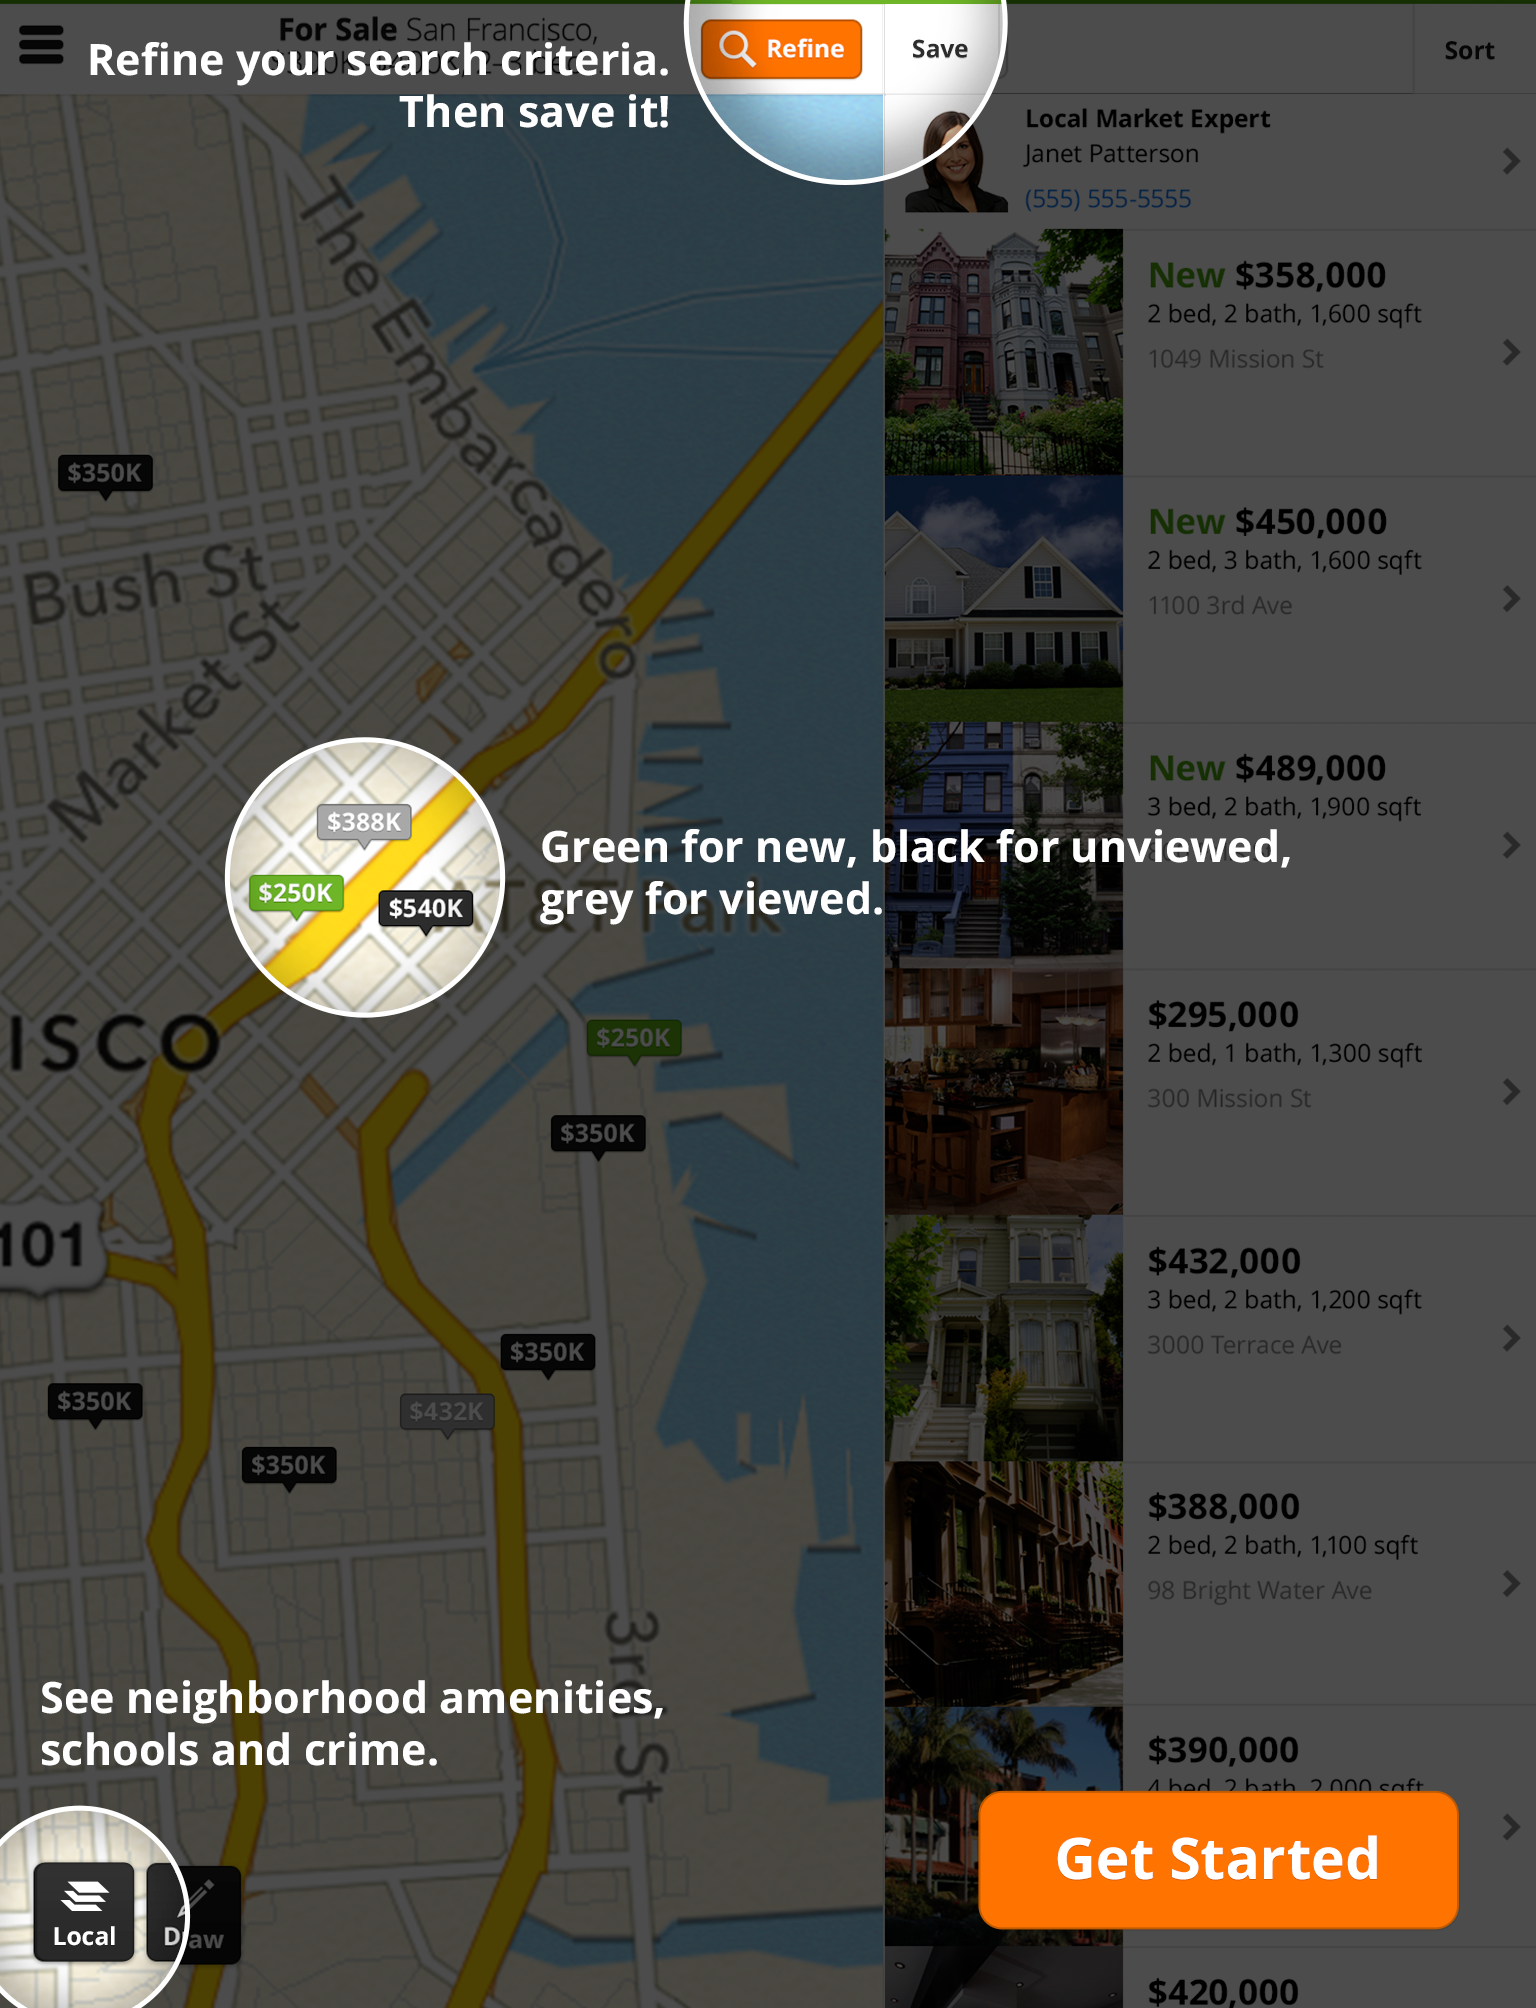 For Sale San Francisco,
Refine your search criteria.
Then save it!
Refine
Save
Sort
Local Market Expert
Janet Patterson
(555) 555-5555
The Embarcadero
Bush St
Market St
$350K
New $358,000
2 bed, 2 bath, 1,600 sqft
1049 Mission St
New $450,000
2 bed, 3 bath, 1,600 sqft
1100 3rd Ave
New $489,000
3 bed, 2 bath, 1,900 sqft
$388K
$250K
$540K
Green for new, black for unviewed,
grey for viewed.
AT&T Park
ISCO
$250K
$350K
$295,000
2 bed, 1 bath, 1,300 sqft
300 Mission St
101
$432,000
3 bed, 2 bath, 1,200 sqft
3000 Terrace Ave
$350K
$350K
$432K
$350K
$388,000
2 bed, 2 bath, 1,100 sqft
98 Bright Water Ave
3rd St
See neighborhood amenities,
schools and crime.
$390,000
4 bed, 2 bath, 2,000 sqft
Get Started
Local
Draw
$420,000